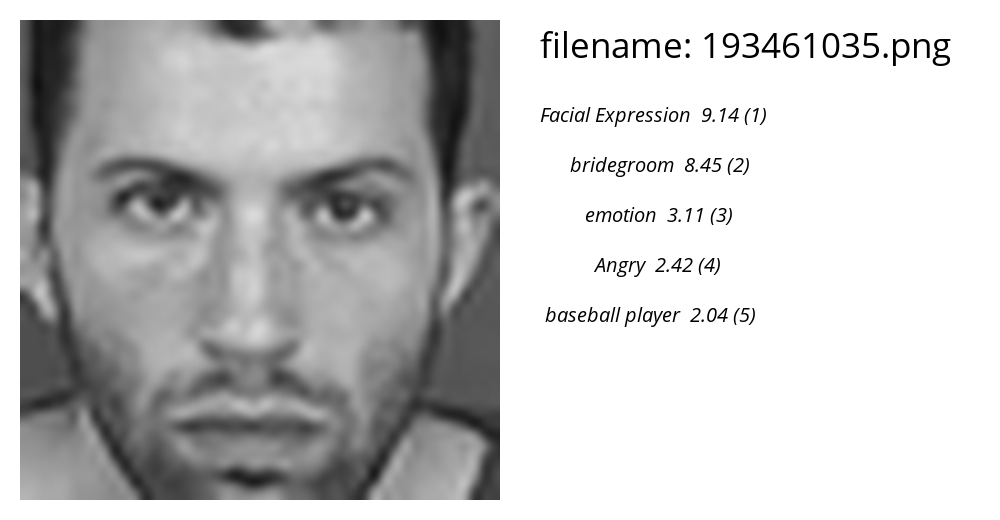 filename: 193461035.png
Facial Expression 9.14 (1)
bridegroom 8.45 (2)
emotion 3.11 (3)
Angry 2.42 (4)
baseball player 2.04 (5)